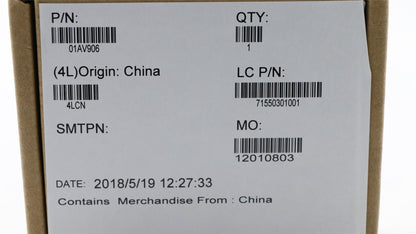 P/N: QTY:
01AV906 1
(4L)Origin: China LC P/N:
4LCN 71550301001
SMTPN: MO:
12010803
DATE: 2018/5/19 12:27:33
Contains Merchandise From : China